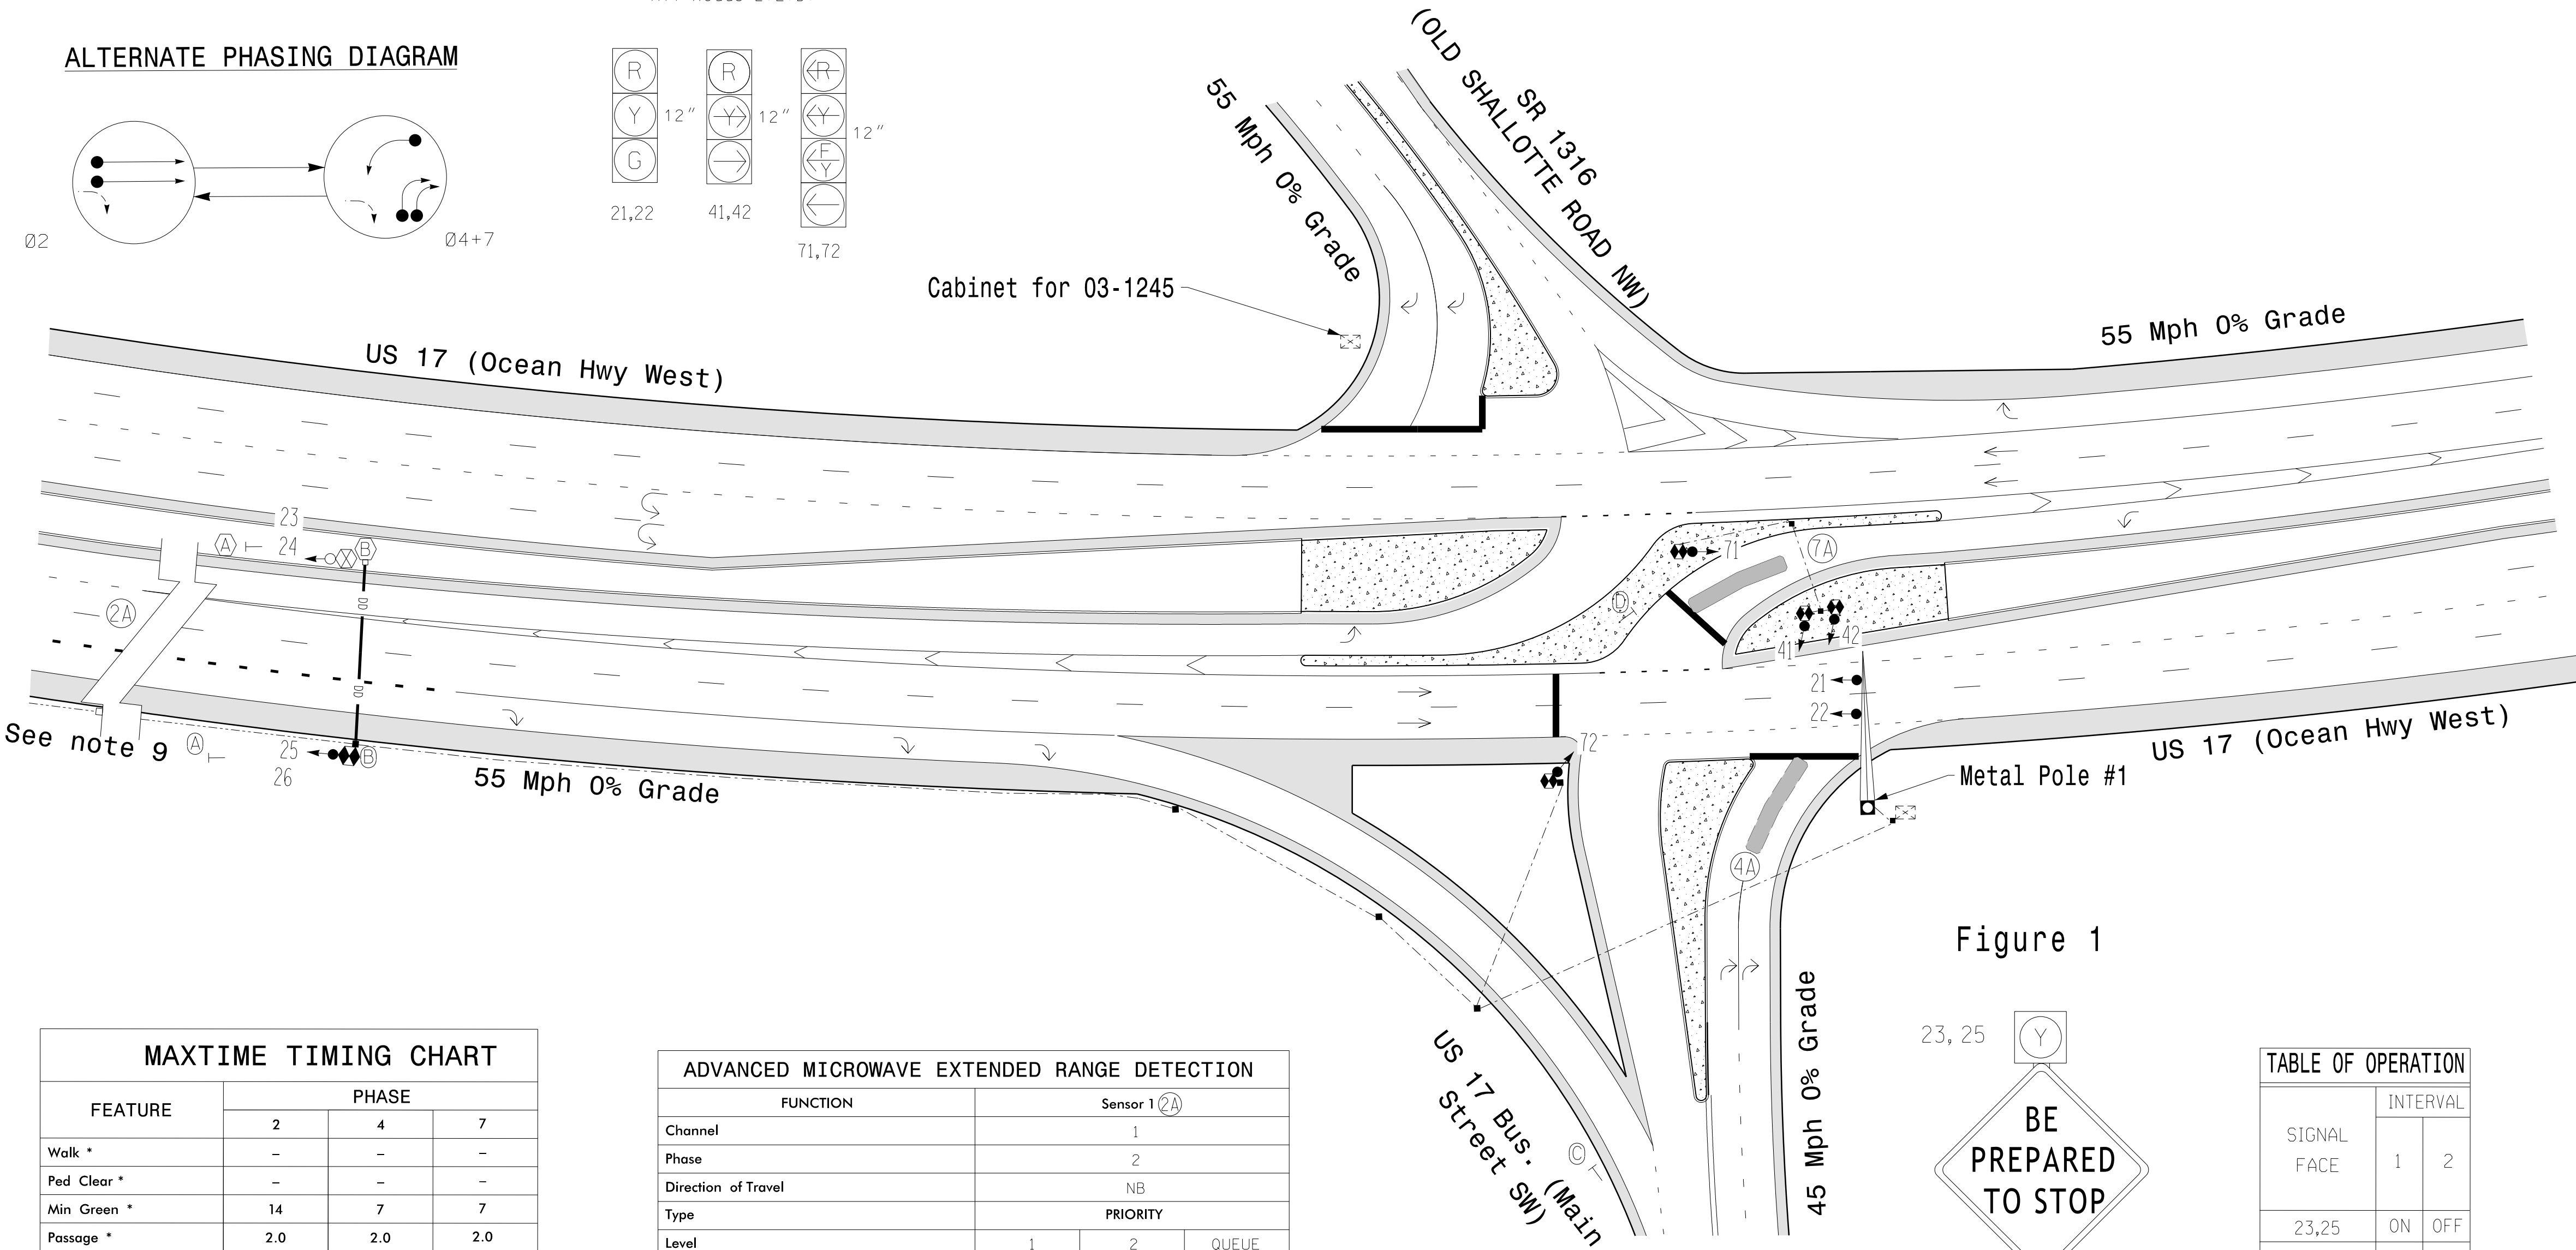 ALTERNATE PHASING DIAGRAM
Ø2
Ø4+7
R
Y
G
12"
21,22
R
Y
12"
41,42
R
Y
F
Y
12"
71,72
Cabinet for 03-1245
55 Mph 0% Grade
SR 1316
(OLD SHALLOTTE ROAD NW)
US 17 (Ocean Hwy West)
55 Mph 0% Grade
23
24
A
B
2A
See note 9
A
25
26
B
55 Mph 0% Grade
71
7A
D
41
42
21
22
72
US 17 (Ocean Hwy West)
Metal Pole #1
4A
45 Mph 0% Grade
US 17 Bus. (Main
Street SW)
C
Figure 1
MAXTIME TIMING CHART
FEATURE
PHASE
2 4 7
Walk * – – –
Ped Clear * – – –
Min Green * 14 7 7
Passage * 2.0 2.0 2.0
ADVANCED MICROWAVE EXTENDED RANGE DETECTION
FUNCTION Sensor 1 2A
Channel 1
Phase 2
Direction of Travel NB
Type PRIORITY
Level 1 2 QUEUE
23,25
Y
BE
PREPARED
TO STOP
TABLE OF OPERATION
SIGNAL
FACE
INTERVAL
1 2
23,25 ON OFF